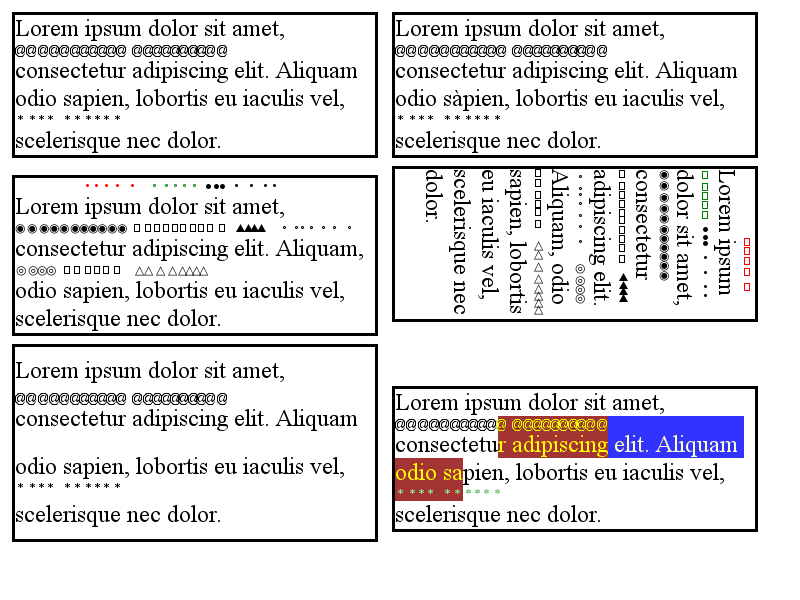 Lorem ipsum dolor sit amet,
consectetur adipiscing elit. Aliquam
odio sapien, lobortis eu iaculis vel,
scelerisque nec dolor.
Lorem ipsum dolor sit amet,
consectetur adipiscing elit. Aliquam
odio sàpien, lobortis eu iaculis vel,
scelerisque nec dolor.
Lorem ipsum dolor sit amet,
consectetur adipiscing elit. Aliquam,
odio sapien, lobortis eu iaculis vel,
scelerisque nec dolor.
Lorem ipsum
dolor sit amet,
consectetur
adipiscing elit.
Aliquam, odio
sapien, lobortis
eu iaculis vel,
scelerisque nec
dolor.
Lorem ipsum dolor sit amet,
consectetur adipiscing elit. Aliquam
odio sapien, lobortis eu iaculis vel,
scelerisque nec dolor.
Lorem ipsum dolor sit amet,
consectetur adipiscing elit. Aliquam
odio sapien, lobortis eu iaculis vel,
scelerisque nec dolor.